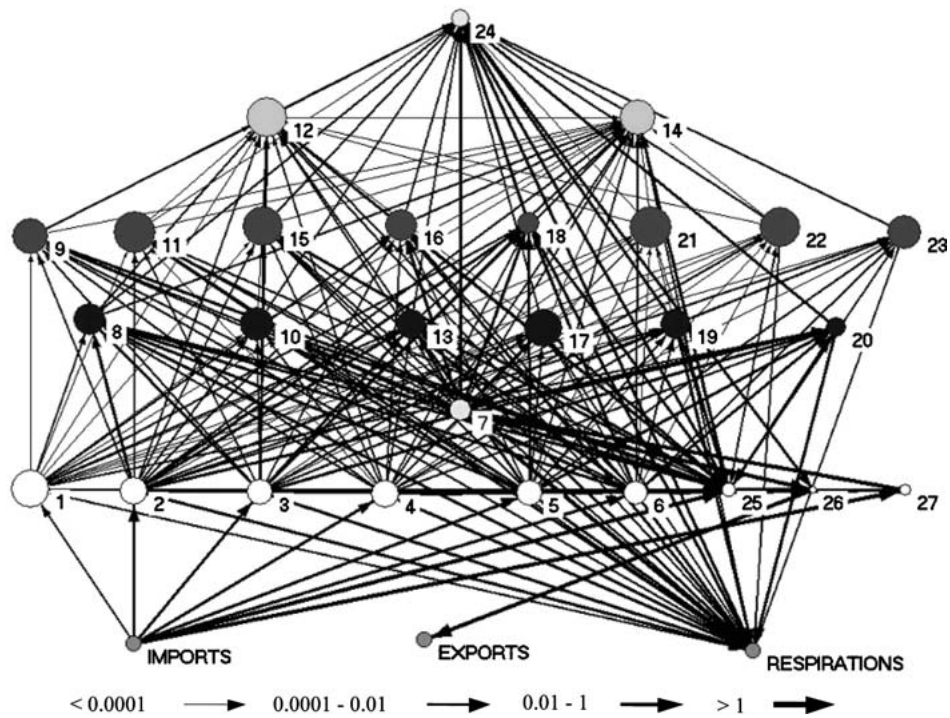 24
12 14
9 11 15 16 18 21 22 23
8 10 13 17 19 20
7
1 2 3 4 5 6 25 26 27
IMPORTS EXPORTS RESPIRATIONS
< 0.0001 0.0001 - 0.01 0.01 - 1 > 1